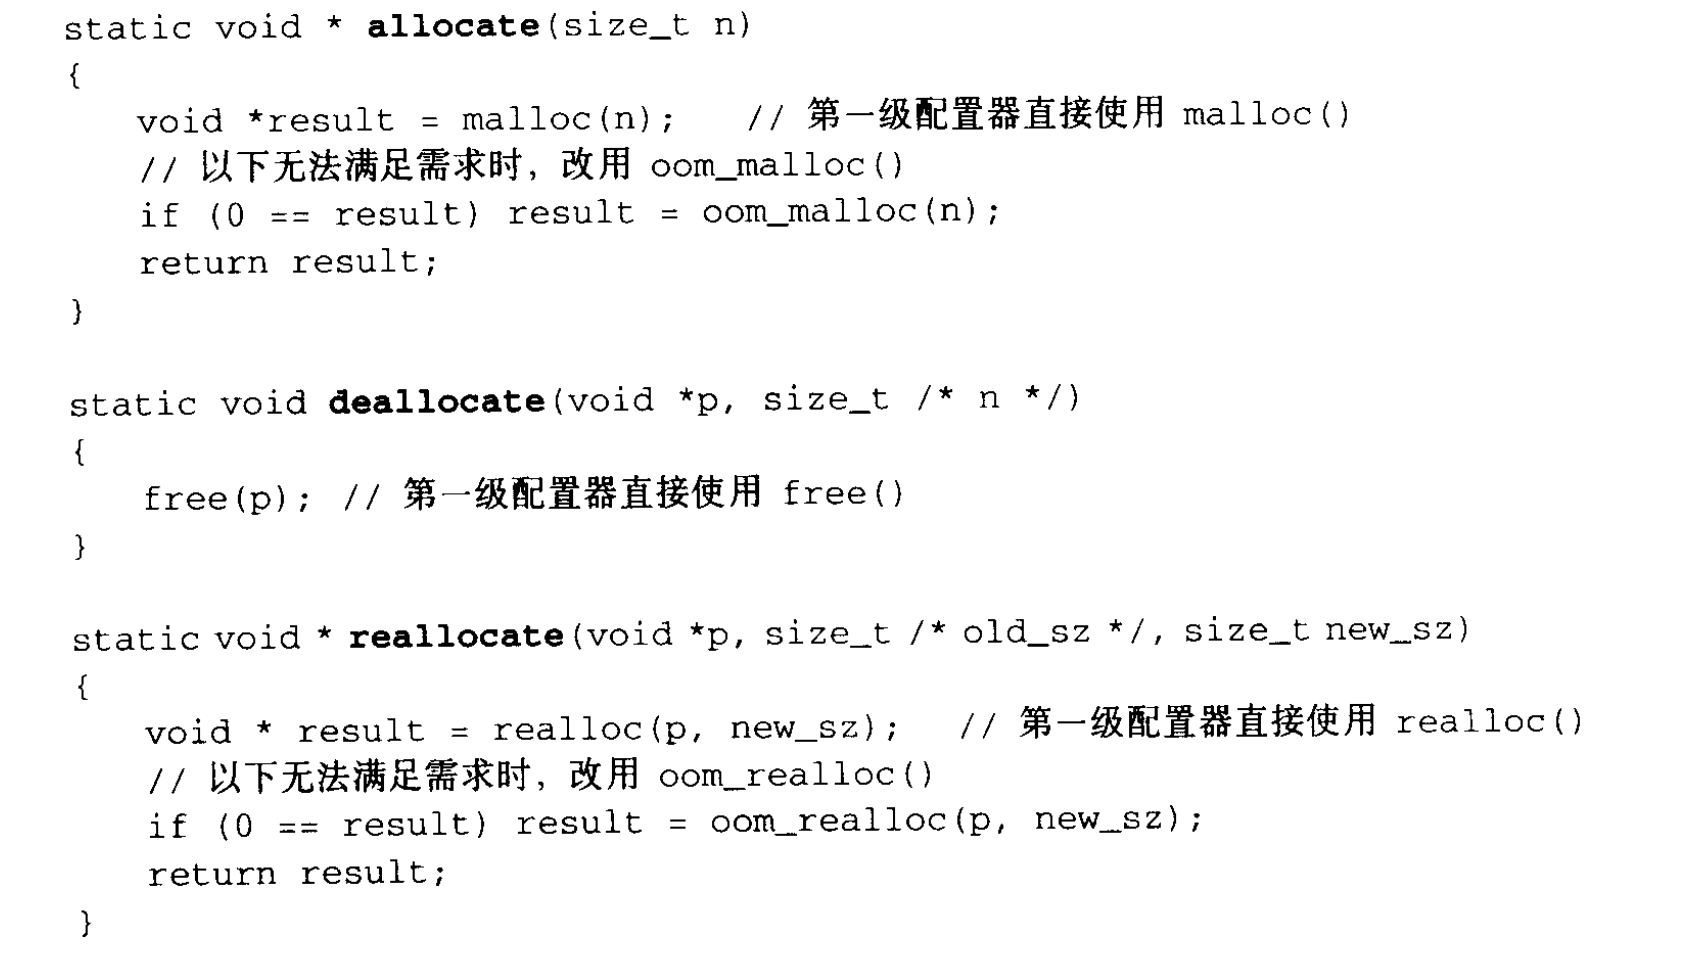 static void * allocate(size_t n)
{
void *result = malloc(n); // 第一级配置器直接使用 malloc()
// 以下无法满足需求时，改用 oom_malloc()
if (0 == result) result = oom_malloc(n);
return result;
}
static void deallocate(void *p, size_t /* n */)
{
free(p); // 第一级配置器直接使用 free()
}
static void * reallocate(void *p, size_t /* old_sz */, size_t new_sz)
{
void * result = realloc(p, new_sz); // 第一级配置器直接使用 realloc()
// 以下无法满足需求时，改用 oom_realloc()
if (0 == result) result = oom_realloc(p, new_sz);
return result;
}